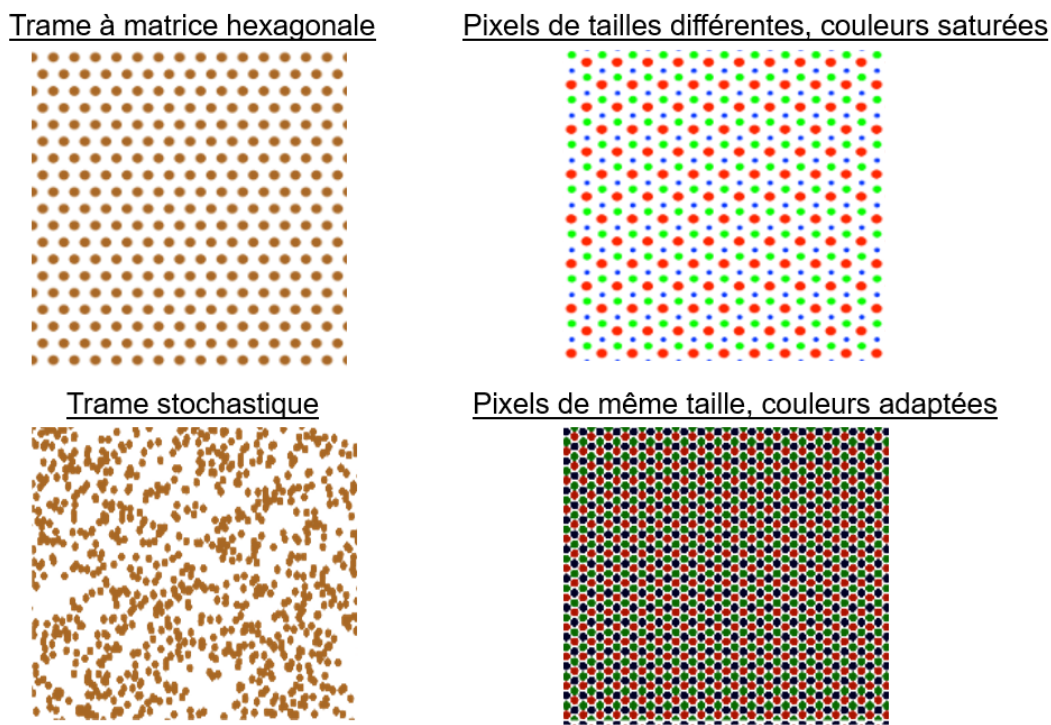 Trame à matrice hexagonale
Pixels de tailles différentes, couleurs saturées
Trame stochastique
Pixels de même taille, couleurs adaptées